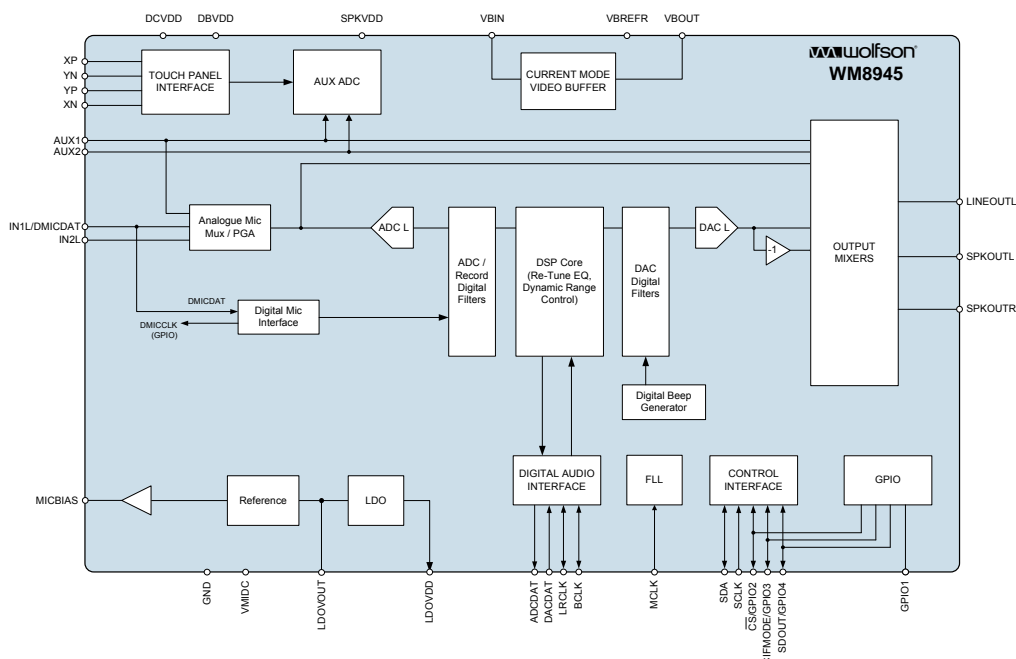 DCVDD DBVDD SPKVDD VBIN VBREFR VBOUT
wolfson
WM8945
XP
YN
YP
XN
TOUCH PANEL
INTERFACE
AUX ADC
CURRENT MODE
VIDEO BUFFER
AUX1
AUX2
IN1L/DMICDAT
IN2L
Analogue Mic
Mux / PGA
ADC L
ADC /
Record
Digital
Filters
DSP Core
(Re-Tune EQ,
Dynamic Range
Control)
DAC
Digital
Filters
DAC L
-1
OUTPUT
MIXERS
LINEOUTL
SPKOUTL
SPKOUTR
DMICDAT
DMICCLK
(GPIO)
Digital Mic
Interface
Digital Beep
Generator
MICBIAS
Reference
LDO
DIGITAL AUDIO
INTERFACE
FLL
CONTROL
INTERFACE
GPIO
GND
VMIDC
LDOVOUT
LDOVDD
ADCDAT
DACDAT
LRCLK
BCLK
MCLK
SDA
SCLK
CS/GPIO2
CIFMODE/GPIO3
SDOUT/GPIO4
GPIO1